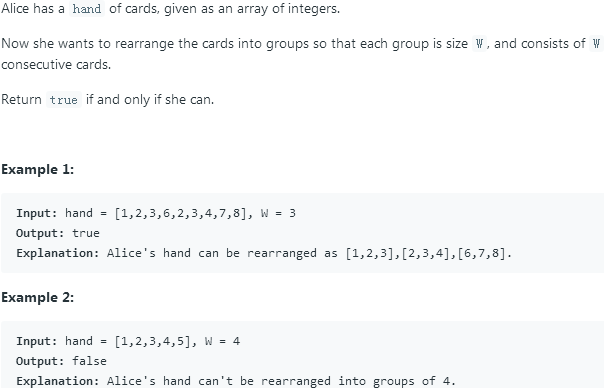 Alice has a hand of cards, given as an array of integers.
Now she wants to rearrange the cards into groups so that each group is size W, and consists of W
consecutive cards.
Return true if and only if she can.
Example 1:
Input: hand = [1,2,3,6,2,3,4,7,8], W = 3
Output: true
Explanation: Alice's hand can be rearranged as [1,2,3],[2,3,4],[6,7,8].
Example 2:
Input: hand = [1,2,3,4,5], W = 4
Output: false
Explanation: Alice's hand can't be rearranged into groups of 4.